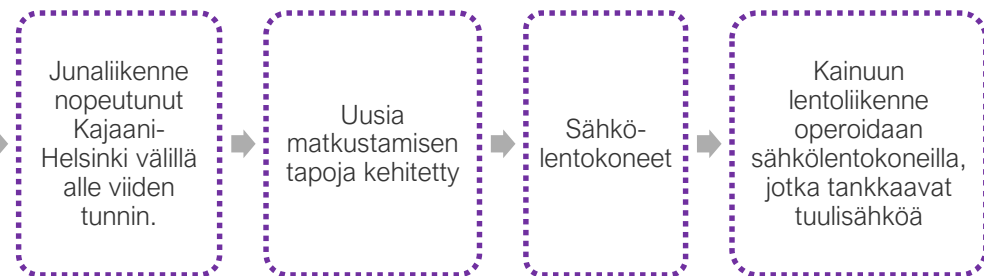 Junaliikenne
nopeutunut
Kajaani-
Helsinki välillä
alle viiden
tunnin.
Uusia
matkustamisen
tapoja kehitetty
Sähkö-
lentokoneet
Kainuun
lentoliikenne
operoidaan
sähkölentokoneilla,
jotka tankkaavat
tuulisähköä